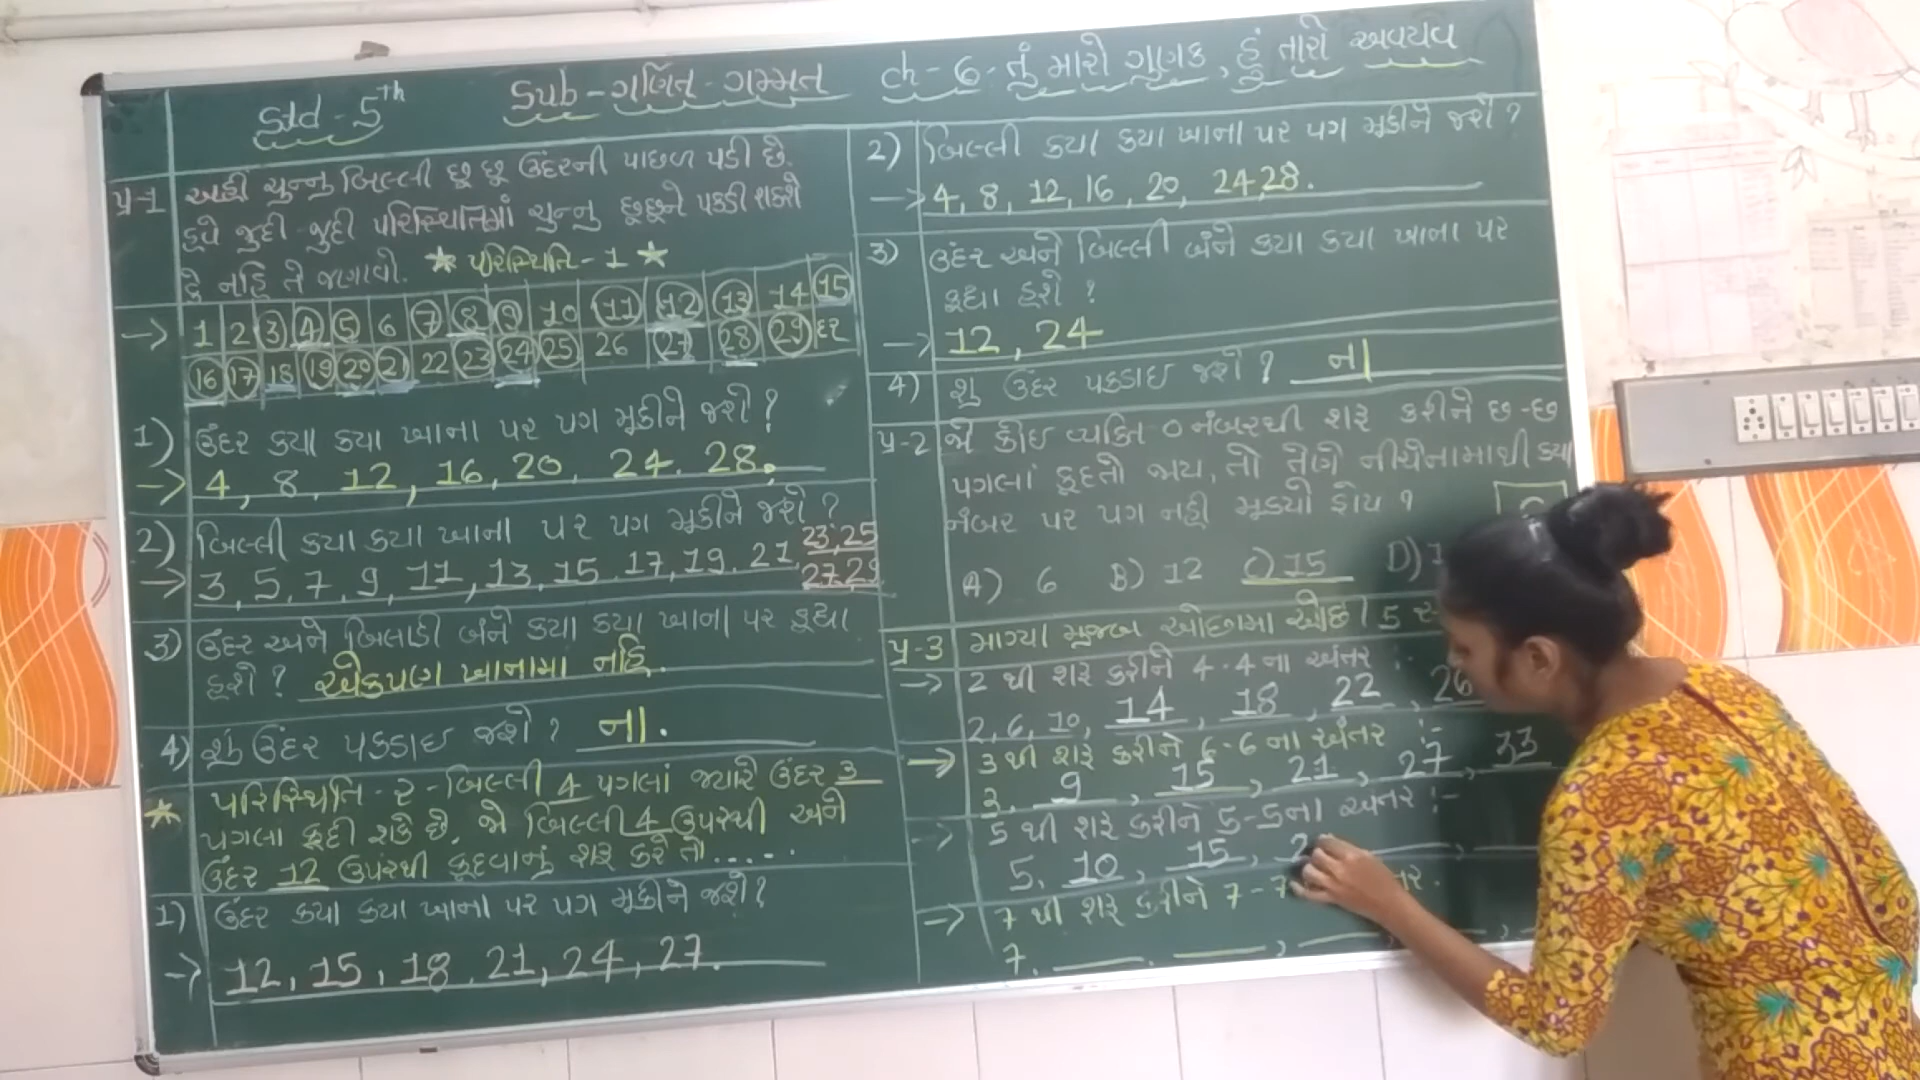 Std - 5th Sub - ગણિત - ગમ્મત ch - 6 - તું મારો ગુણક, હું તારો અવયવ
પ્ર-1 અહીં ચુન્નુ બિલ્લી છૂ છૂ ઉંદરની પાછળ પડી છે.
હવે જુદી જુદી પરિસ્થિતિમાં ચુન્નુ છૂછૂને પકડી શકશે
કે નહિ તે જણાવો. ★ પરિસ્થિતિ - 1 ★
→ 1 2 3 4 5 6 7 8 9 10 11 12 13 14 15
16 17 18 19 20 21 22 23 24 25 26 27 28 29 દર
1) ઉંદર કયા કયા ખાના પર પગ મૂકીને જશે?
→ 4, 8, 12, 16, 20, 24, 28.
2) બિલ્લી કયા કયા ખાના પર પગ મૂકીને જશે?
→ 3, 5, 7, 9, 11, 13, 15, 17, 19, 21, 23, 25
27, 29
3) ઉંદર અને બિલાડી બંને કયા કયા ખાના પર કૂદ્યા
હશે? એકપણ ખાનામા નહિ.
4) શું ઉંદર પકડાઇ જશે? ના.
★ પરિસ્થિતિ - ૨ - બિલ્લી 4 પગલાં જ્યારે ઉંદર 3
પગલા કૂદી શકે છે. જો બિલ્લી 4 ઉપરથી અને
ઉંદર 12 ઉપરથી કૂદવાનું શરૂ કરે તો.....
1) ઉંદર કયા કયા ખાના પર પગ મૂકીને જશે?
→ 12, 15, 18, 21, 24, 27.
2) બિલ્લી કયા કયા ખાના પર પગ મૂકીને જશે?
→ 4, 8, 12, 16, 20, 24, 28.
3) ઉંદર અને બિલ્લી બંને કયા કયા ખાના પર
કૂદ્યા હશે?
→ 12, 24
4) શું ઉંદર પકડાઇ જશે? ના
પ્ર-2 જો કોઇ વ્યક્તિ 0 નંબરથી શરૂ કરીને છ-છ
પગલાં કૂદતો જાય, તો તેણે નીચેનામાથી કયા
નંબર પર પગ નહી મૂક્યો હોય?
A) 6 B) 12 C) 15 D)
પ્ર-3 માગ્યા મુજબ ઓછામા ઓછી 5
→ 2 થી શરૂ કરીને 4-4 ના અંતર :-
2, 6, 10, 14, 18, 22, 26
→ 3 થી શરૂ કરીને 6-6 ના અંતર :-
3, 9, 15, 21, 27, 33
→ 5 થી શરૂ કરીને 5-5 ના અંતર :-
5, 10, 15, 2
→ 7 થી શરૂ કરીને 7-7
7,